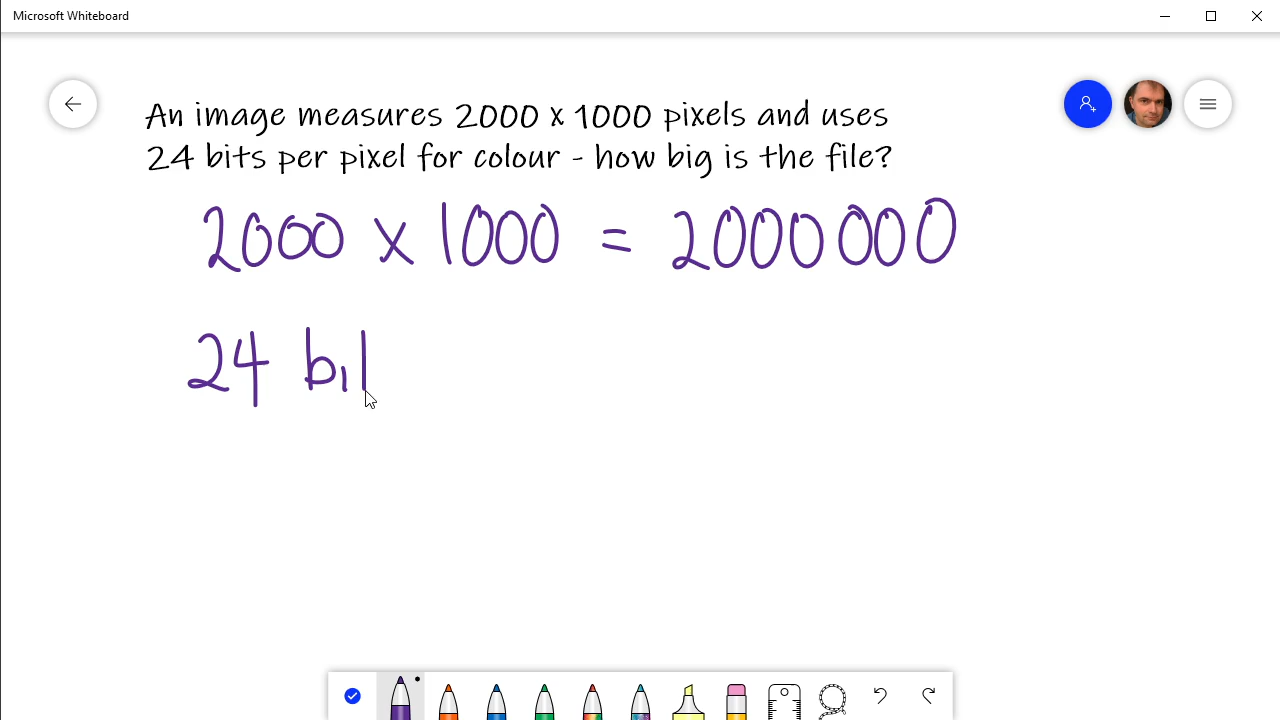 Microsoft Whiteboard
An image measures 2000 x 1000 pixels and uses
24 bits per pixel for colour - how big is the file?
2000 x 1000 = 2000000
24 bil